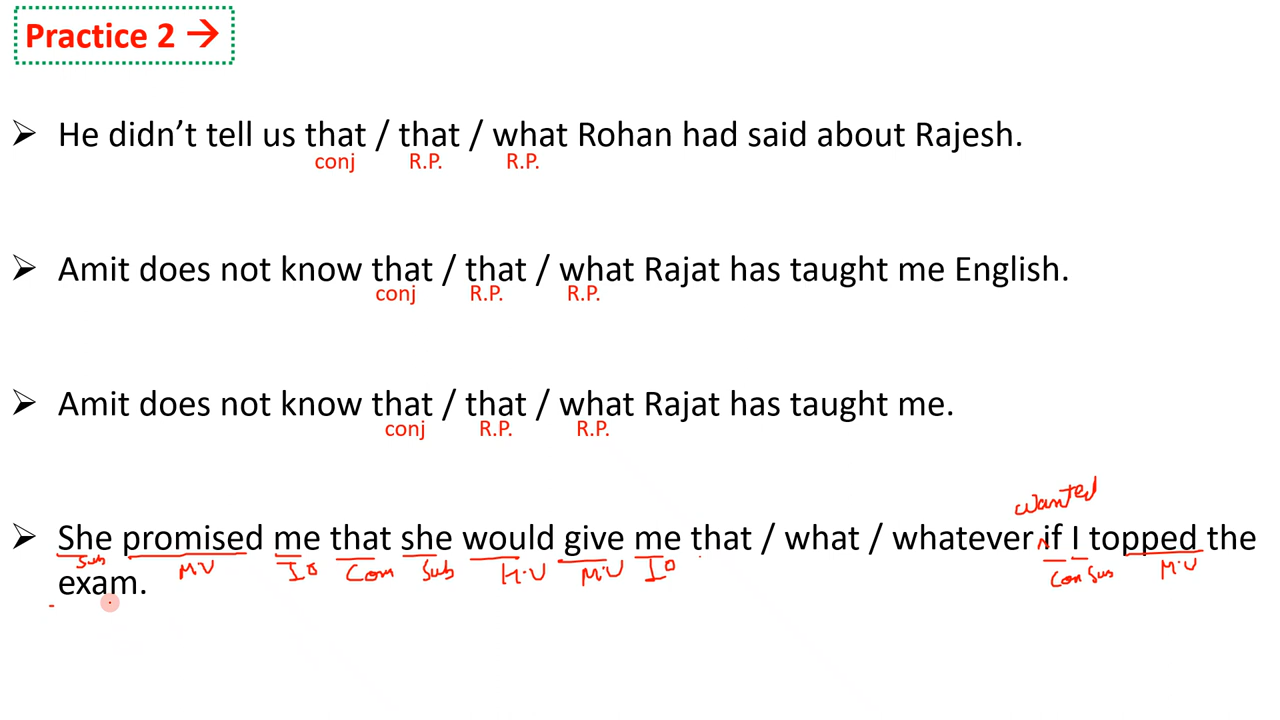 Practice 2 →
➢ He didn’t tell us that / that / what Rohan had said about Rajesh.
conj R.P. R.P.
➢ Amit does not know that / that / what Rajat has taught me English.
conj R.P. R.P.
➢ Amit does not know that / that / what Rajat has taught me.
conj R.P. R.P.
wanted
➢ She promised me that she would give me that / what / whatever if I topped the
Sub M.V IO Con Sub H.V M.V IO Con Sub M.V
exam.